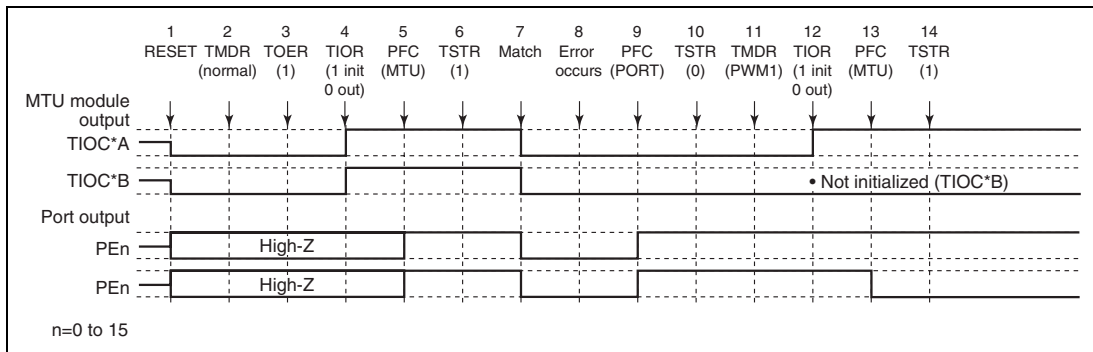 1 2 3 4 5 6 7 8 9 10 11 12 13 14
RESET TMDR TOER TIOR PFC TSTR Match Error PFC TSTR TMDR TIOR PFC TSTR
(normal) (1) (1 init (MTU) (1) occurs (PORT) (0) (PWM1) (1 init (MTU) (1)
0 out) 0 out)
MTU module
output
TIOC*A
TIOC*B
• Not initialized (TIOC*B)
Port output
PEn
High-Z
PEn
High-Z
n=0 to 15